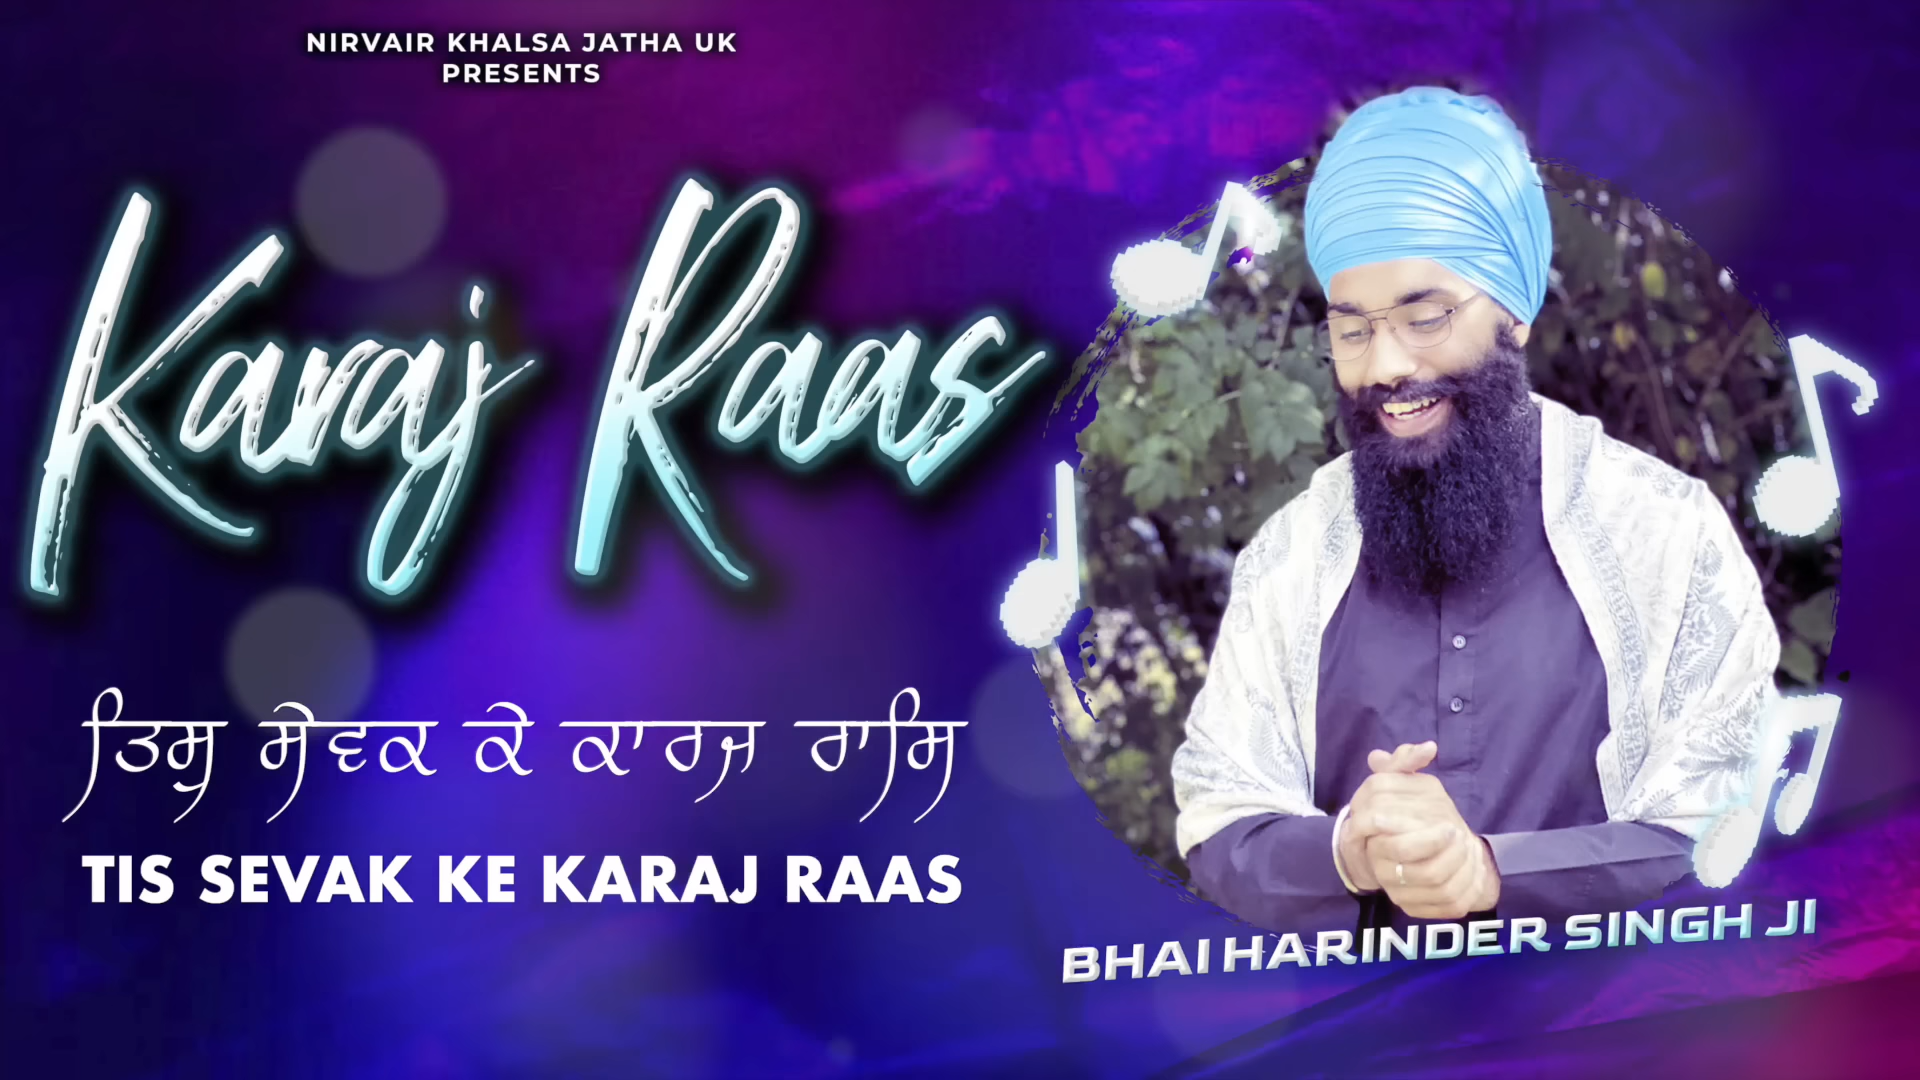 NIRVAIR KHALSA JATHA UK
PRESENTS
Karaj Raas
ਤਿਸੁ ਸੇਵਕ ਕੇ ਕਾਰਜ ਰਾਸਿ
TIS SEVAK KE KARAJ RAAS
BHAI HARINDER SINGH JI